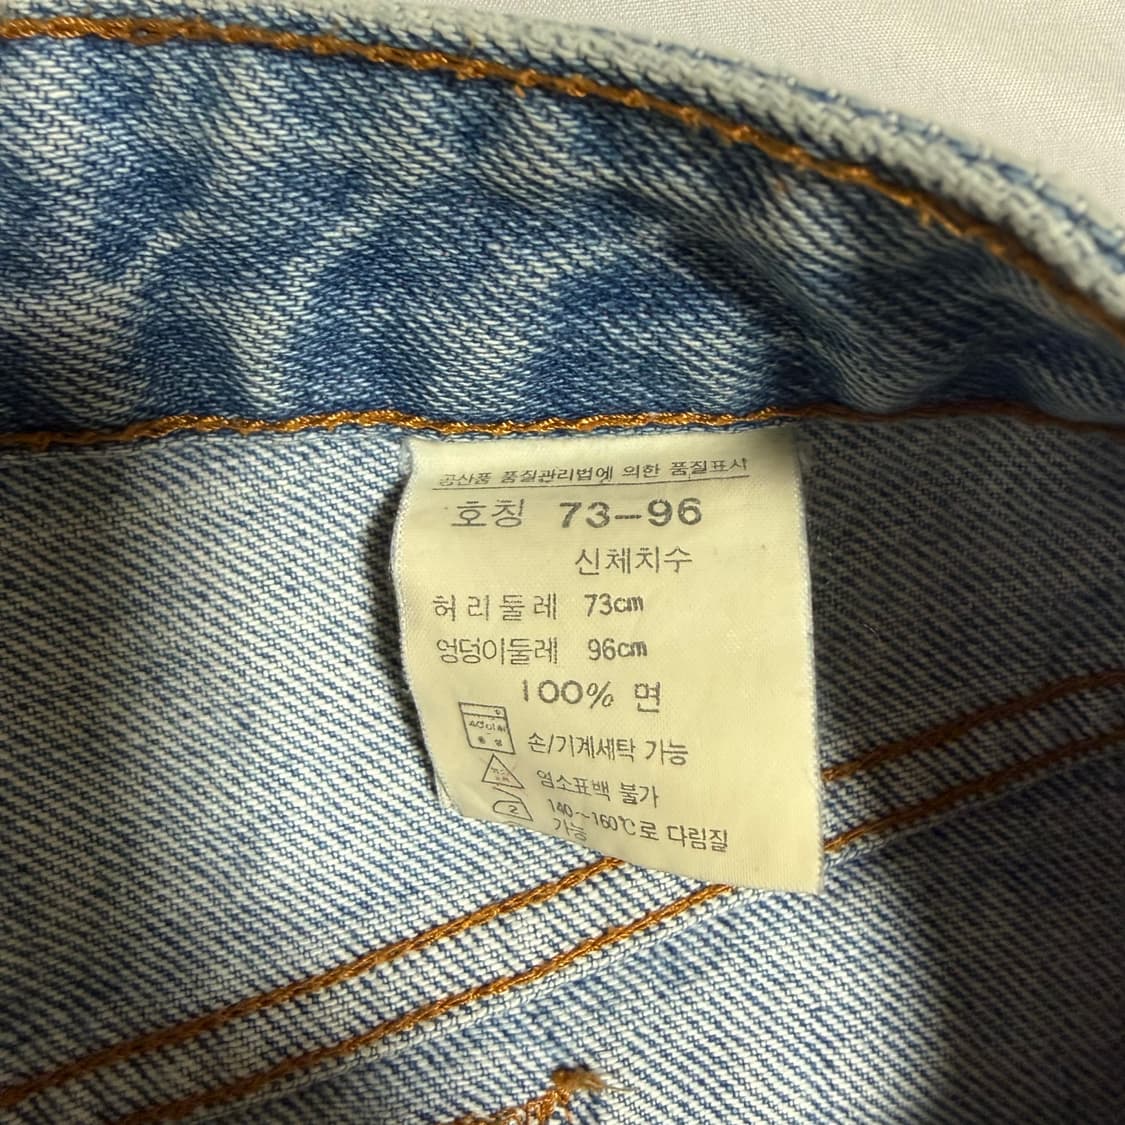 공산품 품질관리법에 의한 품질표시
호칭 73-96
신체치수
허리둘레 73cm
엉덩이둘레 96cm
100% 면
손/기계세탁 가능
염소표백 불가
2 140~160℃로 다림질
가능